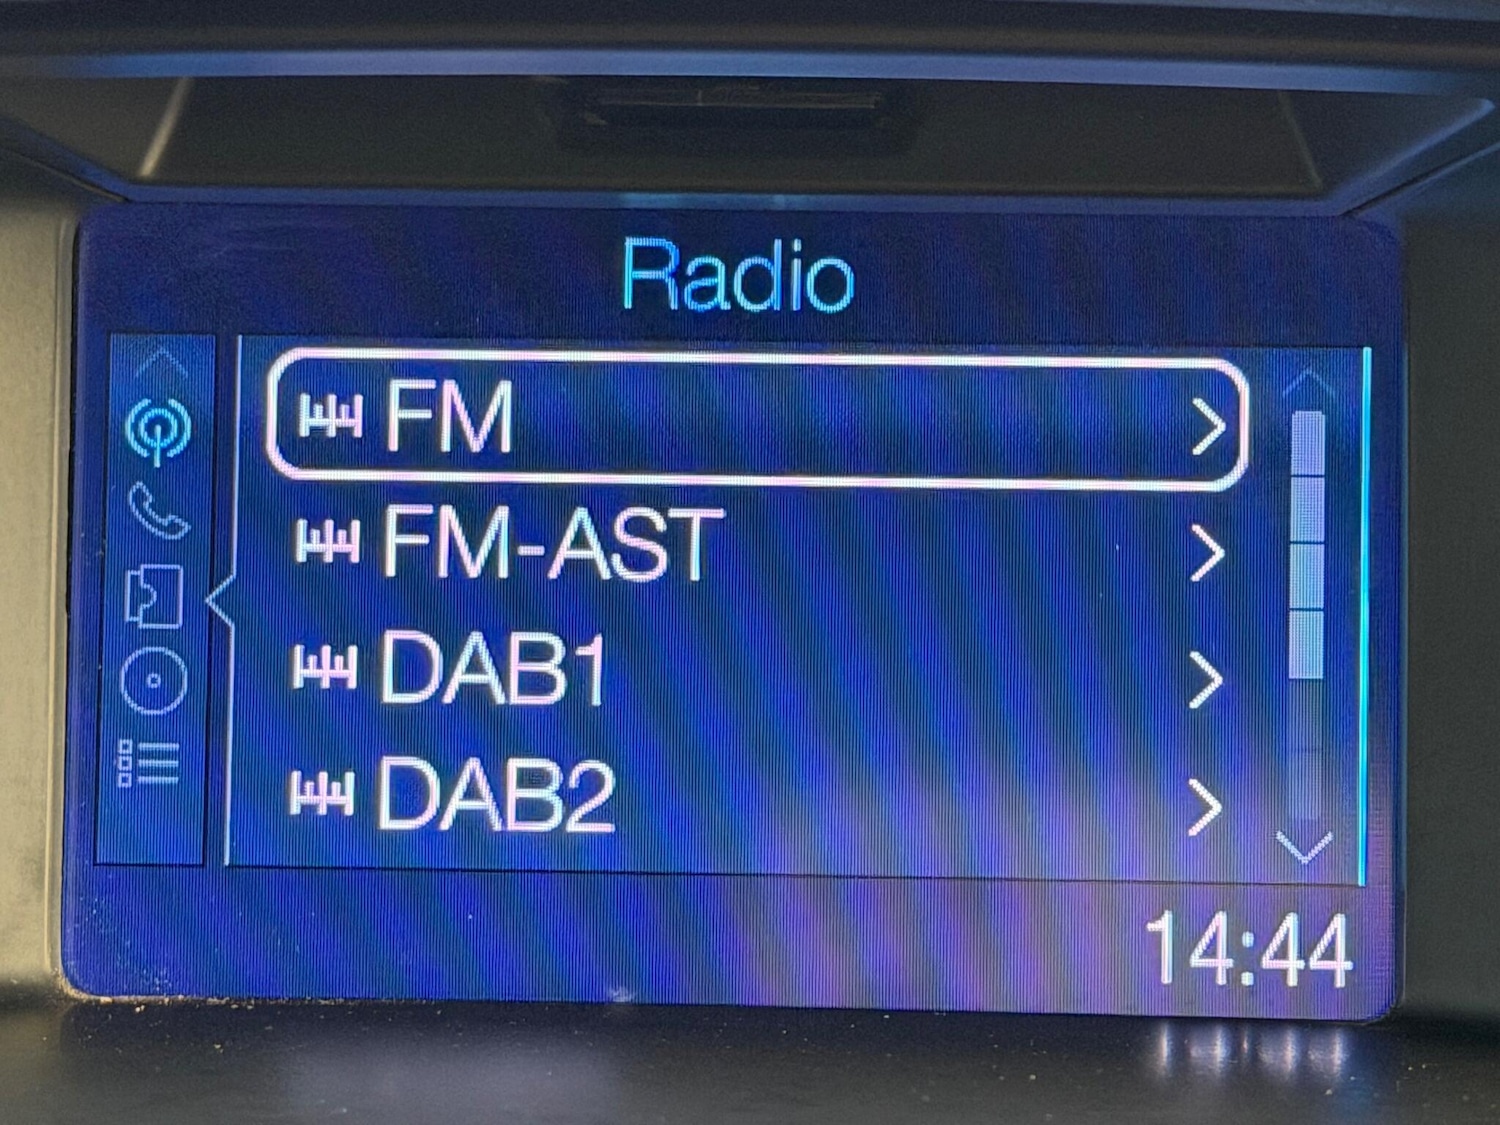 Radio
FM
FM-AST
DAB1
DAB2
14:44